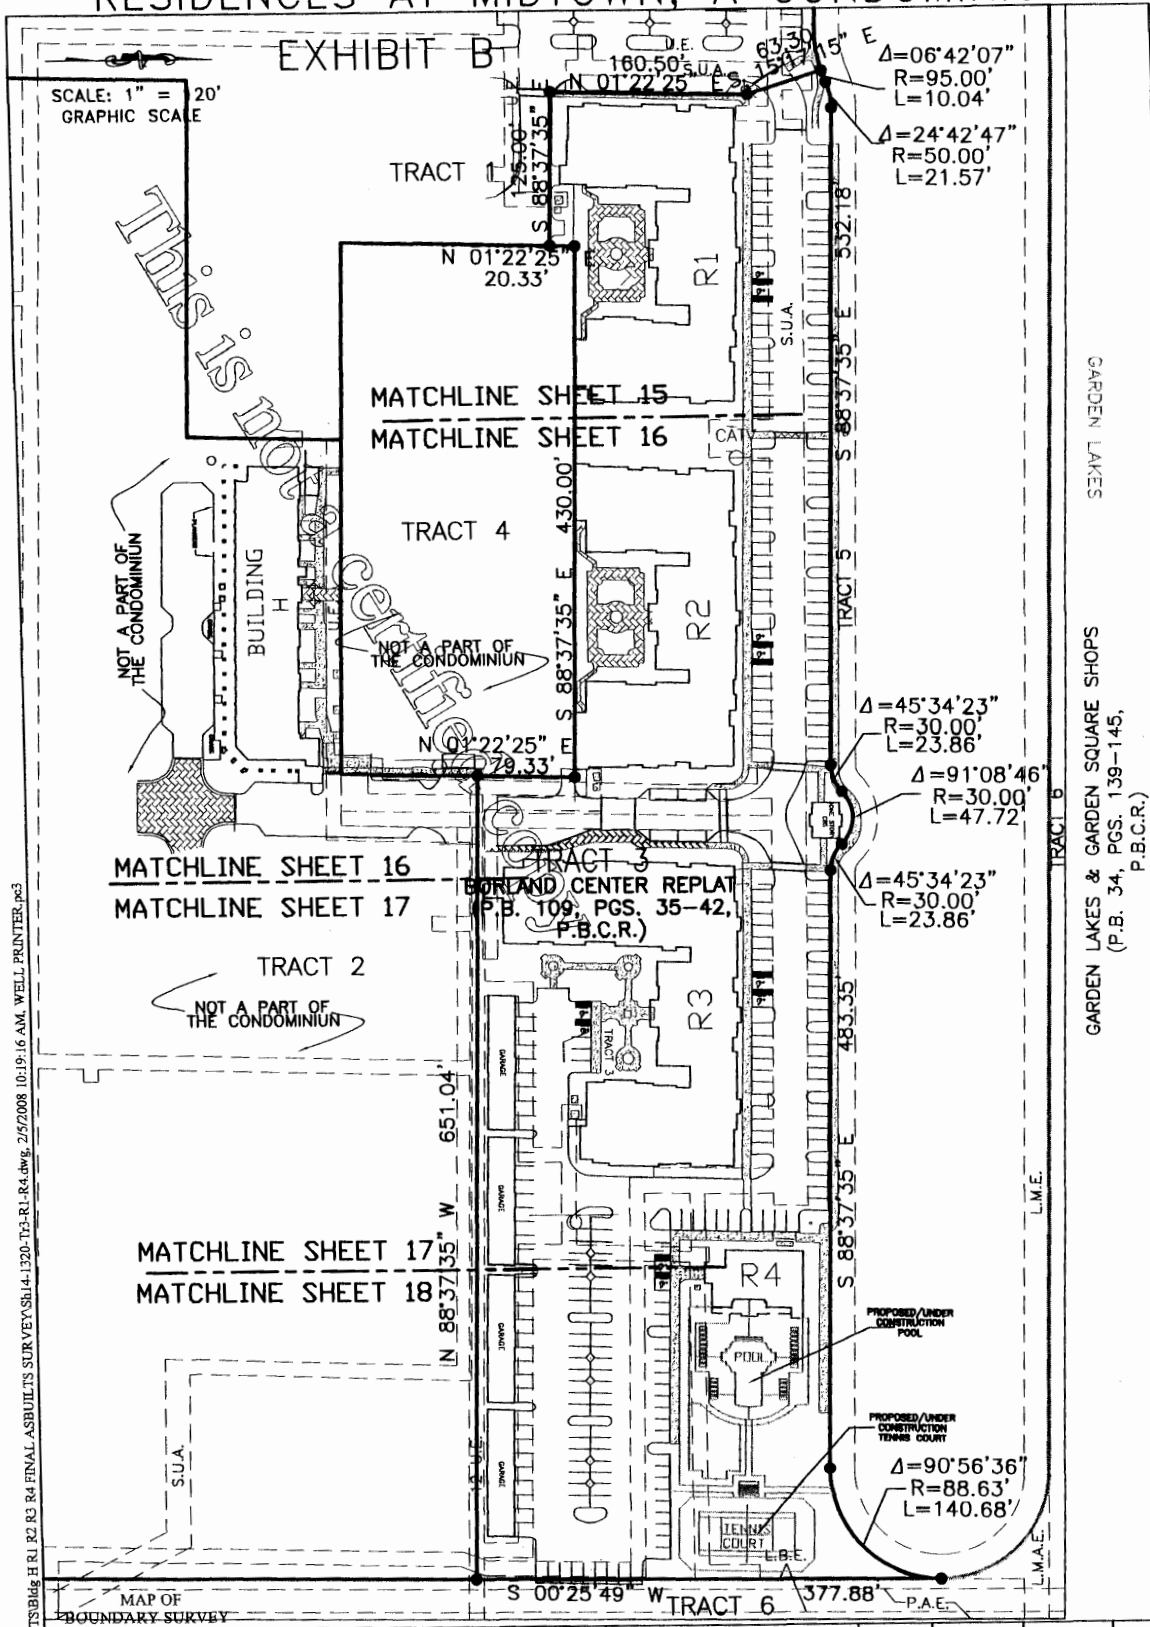 RESIDENCES AT MIDTOWN, A CONDOMINIUM
EXHIBIT B
SCALE: 1" = 120'
GRAPHIC SCALE
U.E.
160.50'
S.U.A.
N 01°22'25" E
63.30'
S 15°17'15" E
Δ=06°42'07"
R=95.00'
L=10.04'
Δ=24°42'47"
R=50.00'
L=21.57'
TRACT 1
125.00'
S 88°37'35" E
N 01°22'25" E
20.33'
R1
S.U.A.
532.18'
S 88°37'35" E
This is not a certified copy
MATCHLINE SHEET 15
MATCHLINE SHEET 16
CATV
GARDEN LAKES
430.00'
S 88°37'35" E
TRACT 4
R2
TRACT 5
NOT A PART OF
THE CONDOMINIUN
BUILDING
H
NOT A PART OF
THE CONDOMINIUN
N 01°22'25" E
79.33'
Δ=45°34'23"
R=30.00'
L=23.86'
Δ=91°08'46"
R=30.00'
L=47.72'
Δ=45°34'23"
R=30.00'
L=23.86'
TRACT 6
GARDEN LAKES & GARDEN SQUARE SHOPS
(P.B. 34, PGS. 139-145,
P.B.C.R.)
MATCHLINE SHEET 16
MATCHLINE SHEET 17
TRACT 3
BORLAND CENTER REPLAT
(P.B. 109, PGS. 35-42,
P.B.C.R.)
TRACT 2
NOT A PART OF
THE CONDOMINIUN
R3
TRACT 3
GARAGE
GARAGE
GARAGE
GARAGE
651.04'
N 88°37'35" W
483.35'
S 88°37'35" E
L.M.E.
MATCHLINE SHEET 17
MATCHLINE SHEET 18
R4
PROPOSED/UNDER
CONSTRUCTION
POOL
POOL
PROPOSED/UNDER
CONSTRUCTION
TENNIS COURT
Δ=90°56'36"
R=88.63'
L=140.68'
S.U.A.
12' U.E.
TENNIS
COURT
L.B.E.
L.M.A.E.
S 00°25'49" W
377.88'
TRACT 6
P.A.E.
MAP OF
BOUNDARY SURVEY
TS\Bldg H R1 R2 R3 R4 FINAL ASBUILTS SURVEY\Sh14-1320-Tr3-R1-R4.dwg, 2/5/2008 10:19:16 AM, WELL PRINTER.pc3